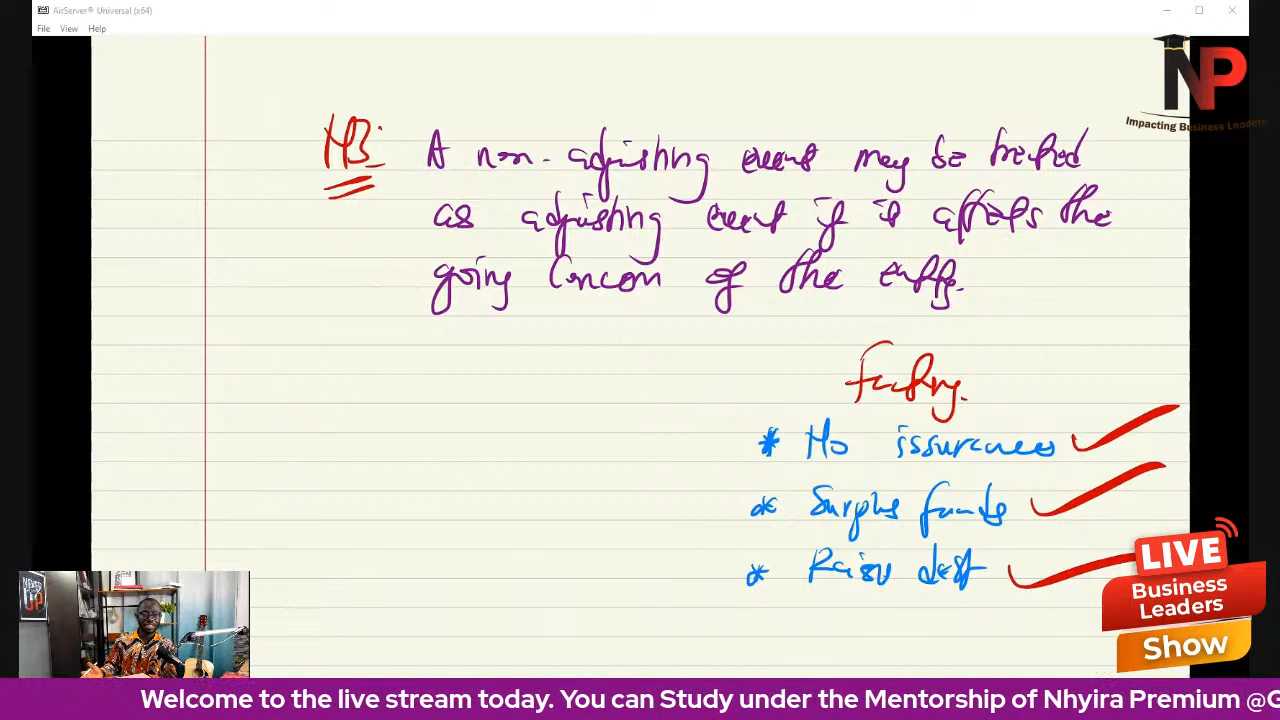 AirServer® Universal (x64)
File View Help
NP
Impacting Business Leaders
NB:
A non-adjusting event may be treated
as adjusting event if it affects the
going concern of the entity.
Factory.
* No issurances
* Surplus funds
* Raise debt
LIVE
Business
Leaders
Show
Welcome to the live stream today. You can Study under the Mentorship of Nhyira Premium @G